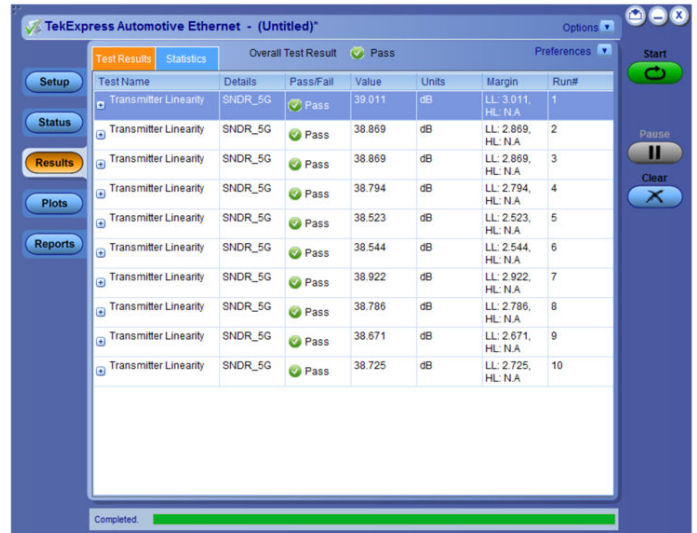 TekExpress Automotive Ethernet - (Untitled)* Options
Test Results Statistics Overall Test Result Pass Preferences
Start
Setup
Status
Results
Plots
Reports
Pause
Clear
Test Name Details Pass/Fail Value Units Margin Run#
Transmitter Linearity SNDR_5G Pass 39.011 dB LL: 3.011, 1
HL: N.A
Transmitter Linearity SNDR_5G Pass 38.869 dB LL: 2.869, 2
HL: N.A
Transmitter Linearity SNDR_5G Pass 38.869 dB LL: 2.869, 3
HL: N.A
Transmitter Linearity SNDR_5G Pass 38.794 dB LL: 2.794, 4
HL: N.A
Transmitter Linearity SNDR_5G Pass 38.523 dB LL: 2.523, 5
HL: N.A
Transmitter Linearity SNDR_5G Pass 38.544 dB LL: 2.544, 6
HL: N.A
Transmitter Linearity SNDR_5G Pass 38.922 dB LL: 2.922, 7
HL: N.A
Transmitter Linearity SNDR_5G Pass 38.786 dB LL: 2.786, 8
HL: N.A
Transmitter Linearity SNDR_5G Pass 38.671 dB LL: 2.671, 9
HL: N.A
Transmitter Linearity SNDR_5G Pass 38.725 dB LL: 2.725, 10
HL: N.A
Completed.